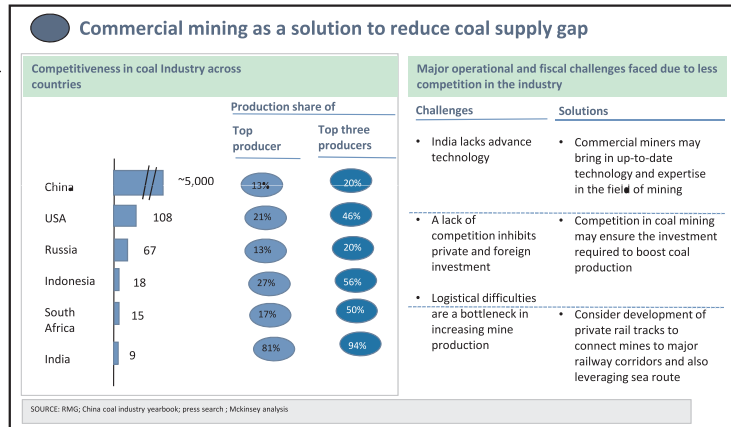 Commercial mining as a solution to reduce coal supply gap
Competitiveness in coal Industry across
countries
Production share of
Top
producer
Top three
producers
China
~5,000
13%
20%
USA
108
21%
46%
Russia
67
13%
20%
Indonesia
18
27%
56%
South
Africa
15
17%
50%
India
9
81%
94%
Major operational and fiscal challenges faced due to less
competition in the industry
Challenges
Solutions
• India lacks advance
technology
• Commercial miners may
bring in up-to-date
technology and expertise
in the field of mining
• A lack of
competition inhibits
private and foreign
investment
• Competition in coal mining
may ensure the investment
required to boost coal
production
• Logistical difficulties
are a bottleneck in
increasing mine
production
• Consider development of
private rail tracks to
connect mines to major
railway corridors and also
leveraging sea route
SOURCE: RMG; China coal industry yearbook; press search ; Mckinsey analysis